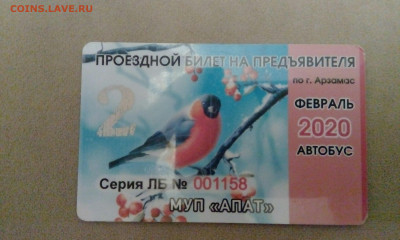 COINS.LAVE.RU
ПРОЕЗДНОЙ БИЛЕТ НА ПРЕДЪЯВИТЕЛЯ
по г. Арзамас
2
ФЕВРАЛЬ
2020
АВТОБУС
Серия ЛБ № 001158
МУП «АПАТ»